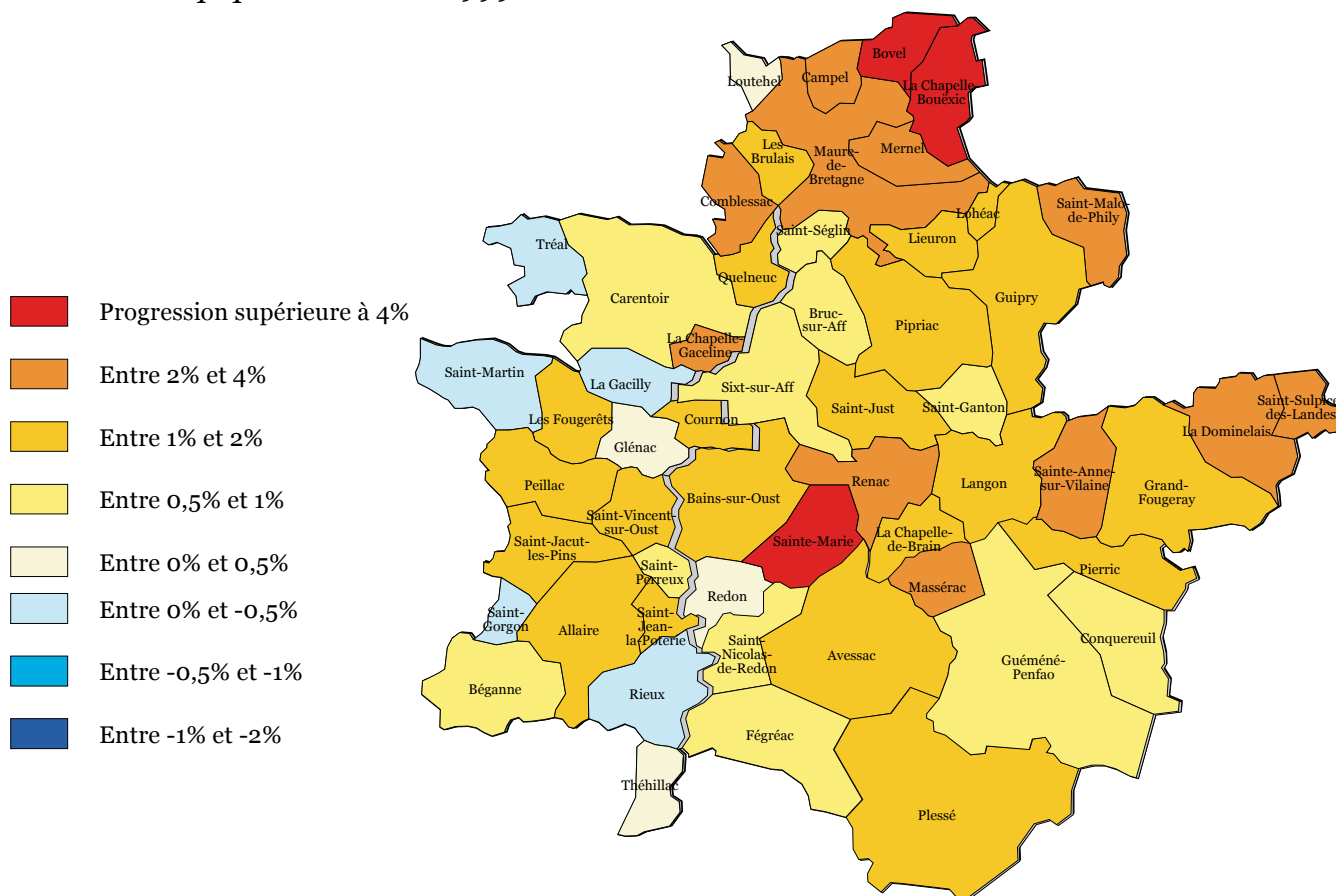 Progression supérieure à 4%
Entre 2% et 4%
Entre 1% et 2%
Entre 0,5% et 1%
Entre 0% et 0,5%
Entre 0% et -0,5%
Entre -0,5% et -1%
Entre -1% et -2%
Bovel
La Chapelle-
Bouëxic
Loutehel
Campel
Les
Brulais
Maure-
de-
Bretagne
Mernel
Comblessac
Saint-Malo-
de-Phily
Lohéac
Saint-Séglin
Lieuron
Tréal
Quelneuc
Carentoir
Guipry
Bruc-
sur-Aff
Pipriac
La Chapelle-
Gaceline
Saint-Martin
La Gacilly
Sixt-sur-Aff
Saint-Just
Saint-Ganton
Saint-Sulpice-
des-Landes
La Dominelais
Les Fougerêts
Cournon
Glénac
Peillac
Bains-sur-Oust
Renac
Langon
Sainte-Anne-
sur-Vilaine
Grand-
Fougeray
Saint-Vincent-
sur-Oust
Saint-Jacut-
les-Pins
Sainte-Marie
La Chapelle-
de-Brain
Saint-
Perreux
Pierric
Massérac
Redon
Saint-
Gorgon
Allaire
Saint-
Jean-
la-Poterie
Saint-
Nicolas-
de-Redon
Avessac
Guéméné-
Penfao
Conquereuil
Béganne
Rieux
Fégréac
Théhillac
Plessé